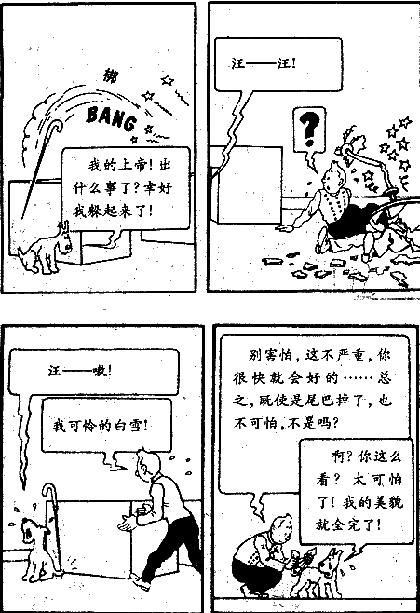 梆
BANG
我的上帝!出
什么事了?幸好
我躲起来了!
汪——汪!
?
汪——哦!
我可怜的白雪!
别害怕,这不严重,你
很快就会好的……总
之,既使是尾巴拉了,也
不可怕,不是吗?
啊?你这么
看?太可怕
了!我的美貌
就全完了!